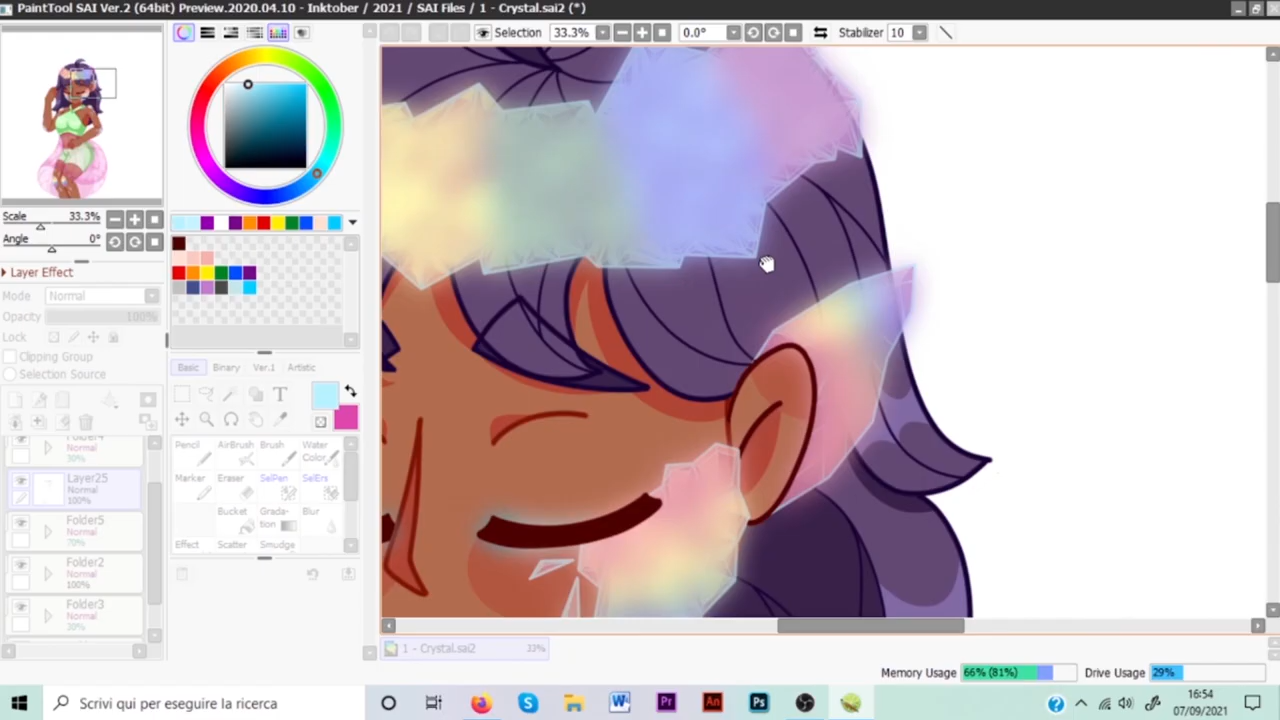 PaintTool SAI Ver.2 (64bit) Preview.2020.04.10 - Inktober / 2021 / SAI Files / 1 - Crystal.sai2 (*)
Selection 33.3% 0.0° Stabilizer 10
Scale 33.3%
Angle 0°
Layer Effect
Mode Normal
Opacity 100%
Lock
Clipping Group
Selection Source
Folder4
Normal
30%
Layer25
Normal
100%
Folder5
Normal
70%
Folder2
Normal
100%
Folder3
Normal
30%
Basic Binary Ver.1 Artistic
T
Pencil AirBrush Brush Water Color
Marker Eraser SelPen SelErs
Bucket Gradation Blur
Effect Scatter Smudge
1 - Crystal.sai2 33%
Memory Usage 66% (81%) Drive Usage 29%
Scrivi qui per eseguire la ricerca
W Pr An Ps
16:54
07/09/2021